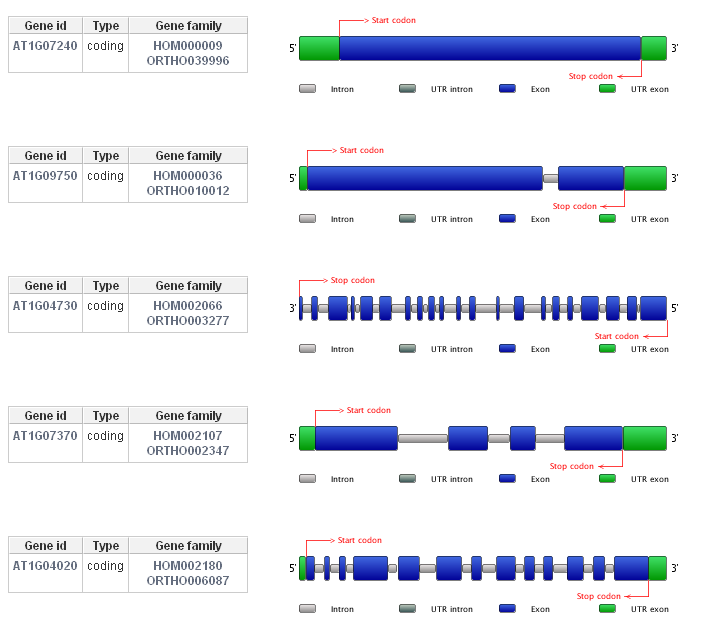 Gene id Type Gene family
AT1G07240 coding HOM000009
ORTHO039996
Start codon
5' 3'
Stop codon
Intron UTR intron Exon UTR exon
Gene id Type Gene family
AT1G09750 coding HOM000036
ORTHO010012
Start codon
5' 3'
Stop codon
Intron UTR intron Exon UTR exon
Gene id Type Gene family
AT1G04730 coding HOM002066
ORTHO003277
Stop codon
3' 5'
Start codon
Intron UTR intron Exon UTR exon
Gene id Type Gene family
AT1G07370 coding HOM002107
ORTHO002347
Start codon
5' 3'
Stop codon
Intron UTR intron Exon UTR exon
Gene id Type Gene family
AT1G04020 coding HOM002180
ORTHO006087
Start codon
5' 3'
Stop codon
Intron UTR intron Exon UTR exon